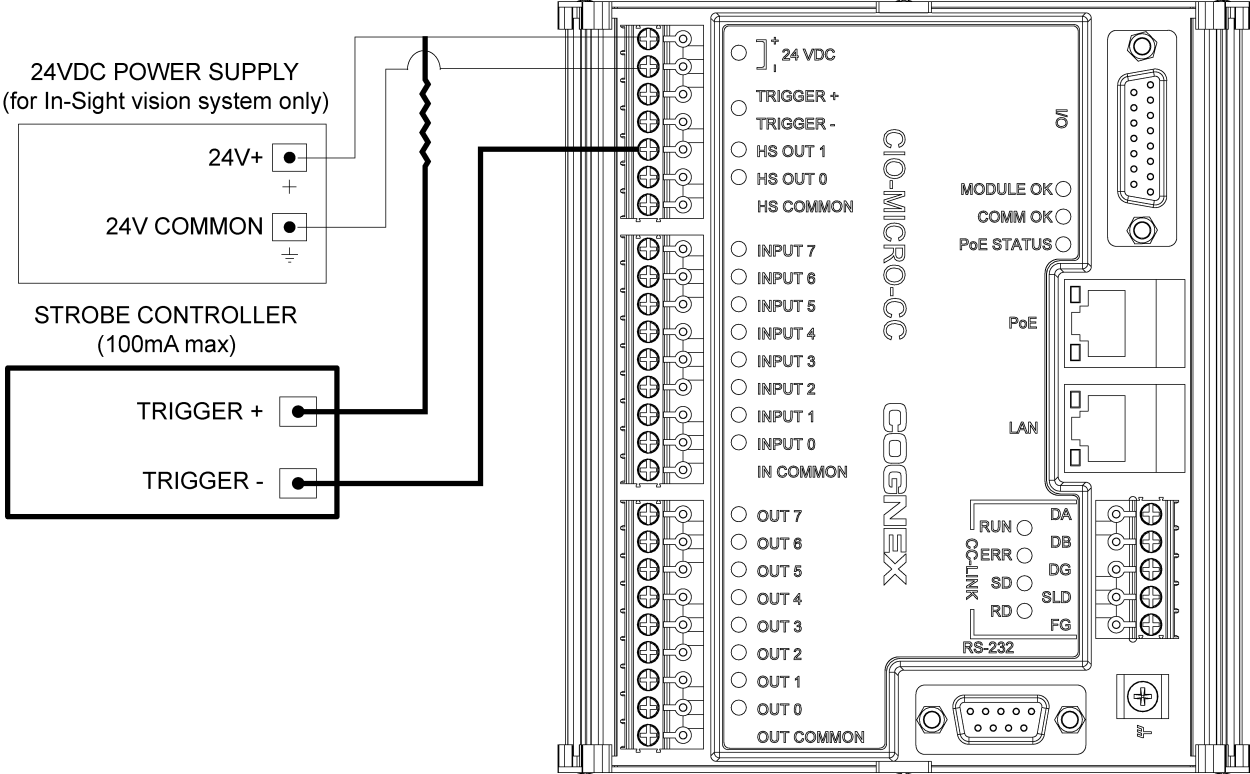 24VDC POWER SUPPLY
(for In-Sight vision system only)
24V+
+
24V COMMON
STROBE CONTROLLER
(100mA max)
TRIGGER +
TRIGGER -
+
-
24 VDC
TRIGGER +
TRIGGER -
HS OUT 1
HS OUT 0
HS COMMON
INPUT 7
INPUT 6
INPUT 5
INPUT 4
INPUT 3
INPUT 2
INPUT 1
INPUT 0
IN COMMON
OUT 7
OUT 6
OUT 5
OUT 4
OUT 3
OUT 2
OUT 1
OUT 0
OUT COMMON
CIO-MICRO-CC
COGNEX
I/O
MODULE OK
COMM OK
PoE STATUS
PoE
LAN
CC-LINK
RUN
ERR
SD
RD
DA
DB
DG
SLD
FG
RS-232